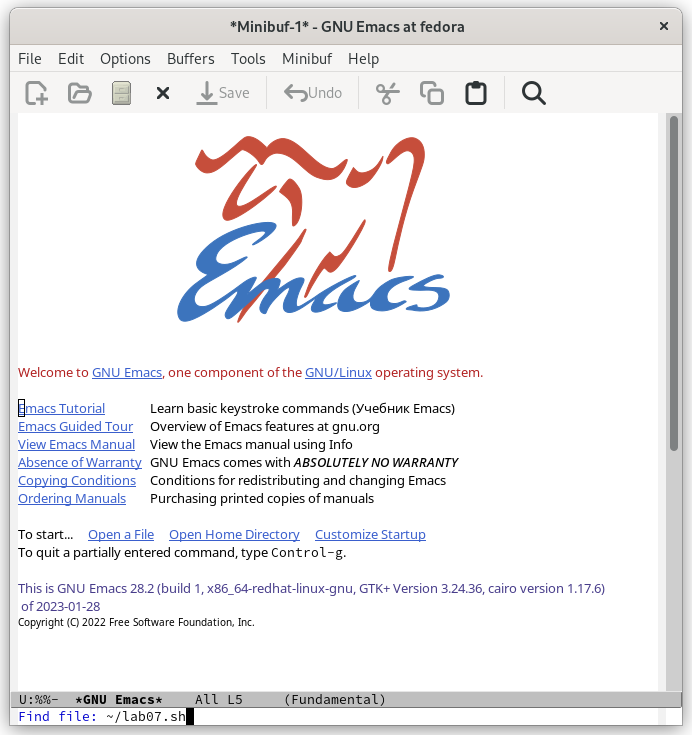 *Minibuf-1* - GNU Emacs at fedora
File Edit Options Buffers Tools Minibuf Help
Save Undo
Emacs
Welcome to GNU Emacs, one component of the GNU/Linux operating system.
Emacs Tutorial Learn basic keystroke commands (Учебник Emacs)
Emacs Guided Tour Overview of Emacs features at gnu.org
View Emacs Manual View the Emacs manual using Info
Absence of Warranty GNU Emacs comes with ABSOLUTELY NO WARRANTY
Copying Conditions Conditions for redistributing and changing Emacs
Ordering Manuals Purchasing printed copies of manuals
To start... Open a File Open Home Directory Customize Startup
To quit a partially entered command, type Control-g.
This is GNU Emacs 28.2 (build 1, x86_64-redhat-linux-gnu, GTK+ Version 3.24.36, cairo version 1.17.6)
of 2023-01-28
Copyright (C) 2022 Free Software Foundation, Inc.
U:%%- *GNU Emacs* All L5 (Fundamental)
Find file: ~/lab07.sh